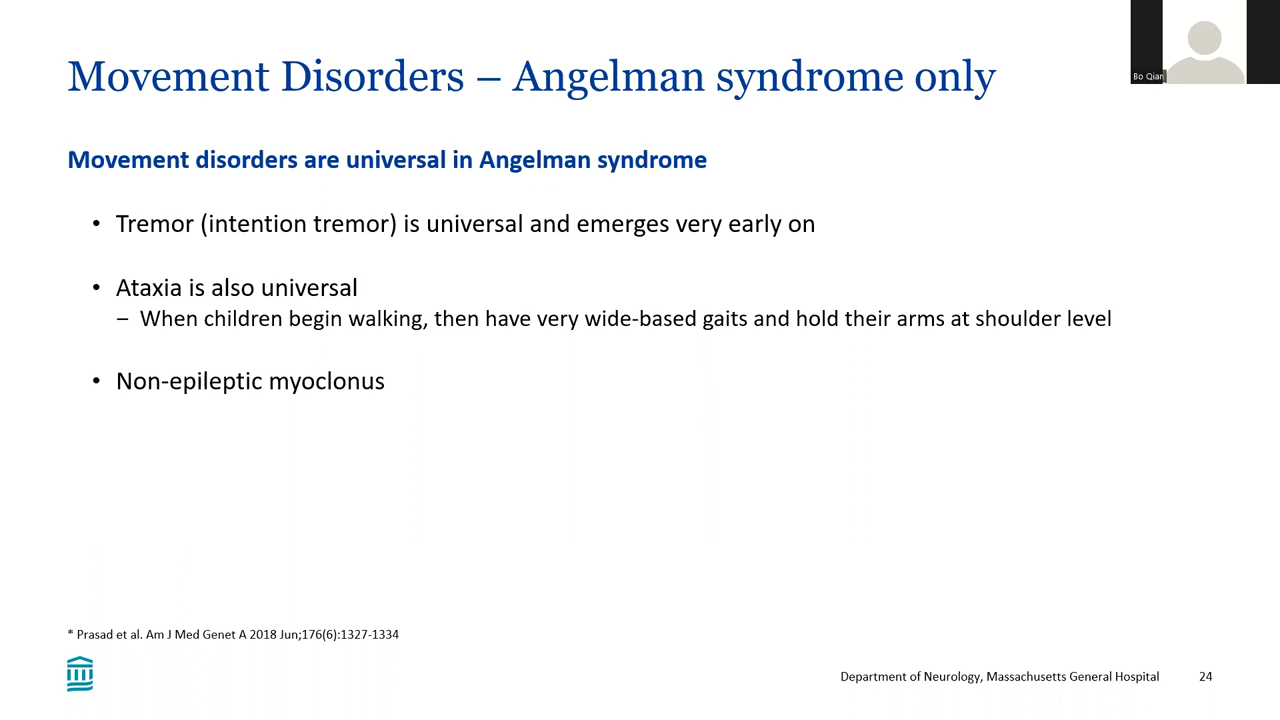 Movement Disorders – Angelman syndrome only
Bo Qian
Movement disorders are universal in Angelman syndrome
• Tremor (intention tremor) is universal and emerges very early on
• Ataxia is also universal
– When children begin walking, then have very wide-based gaits and hold their arms at shoulder level
• Non-epileptic myoclonus
* Prasad et al. Am J Med Genet A 2018 Jun;176(6):1327-1334
Department of Neurology, Massachusetts General Hospital 24